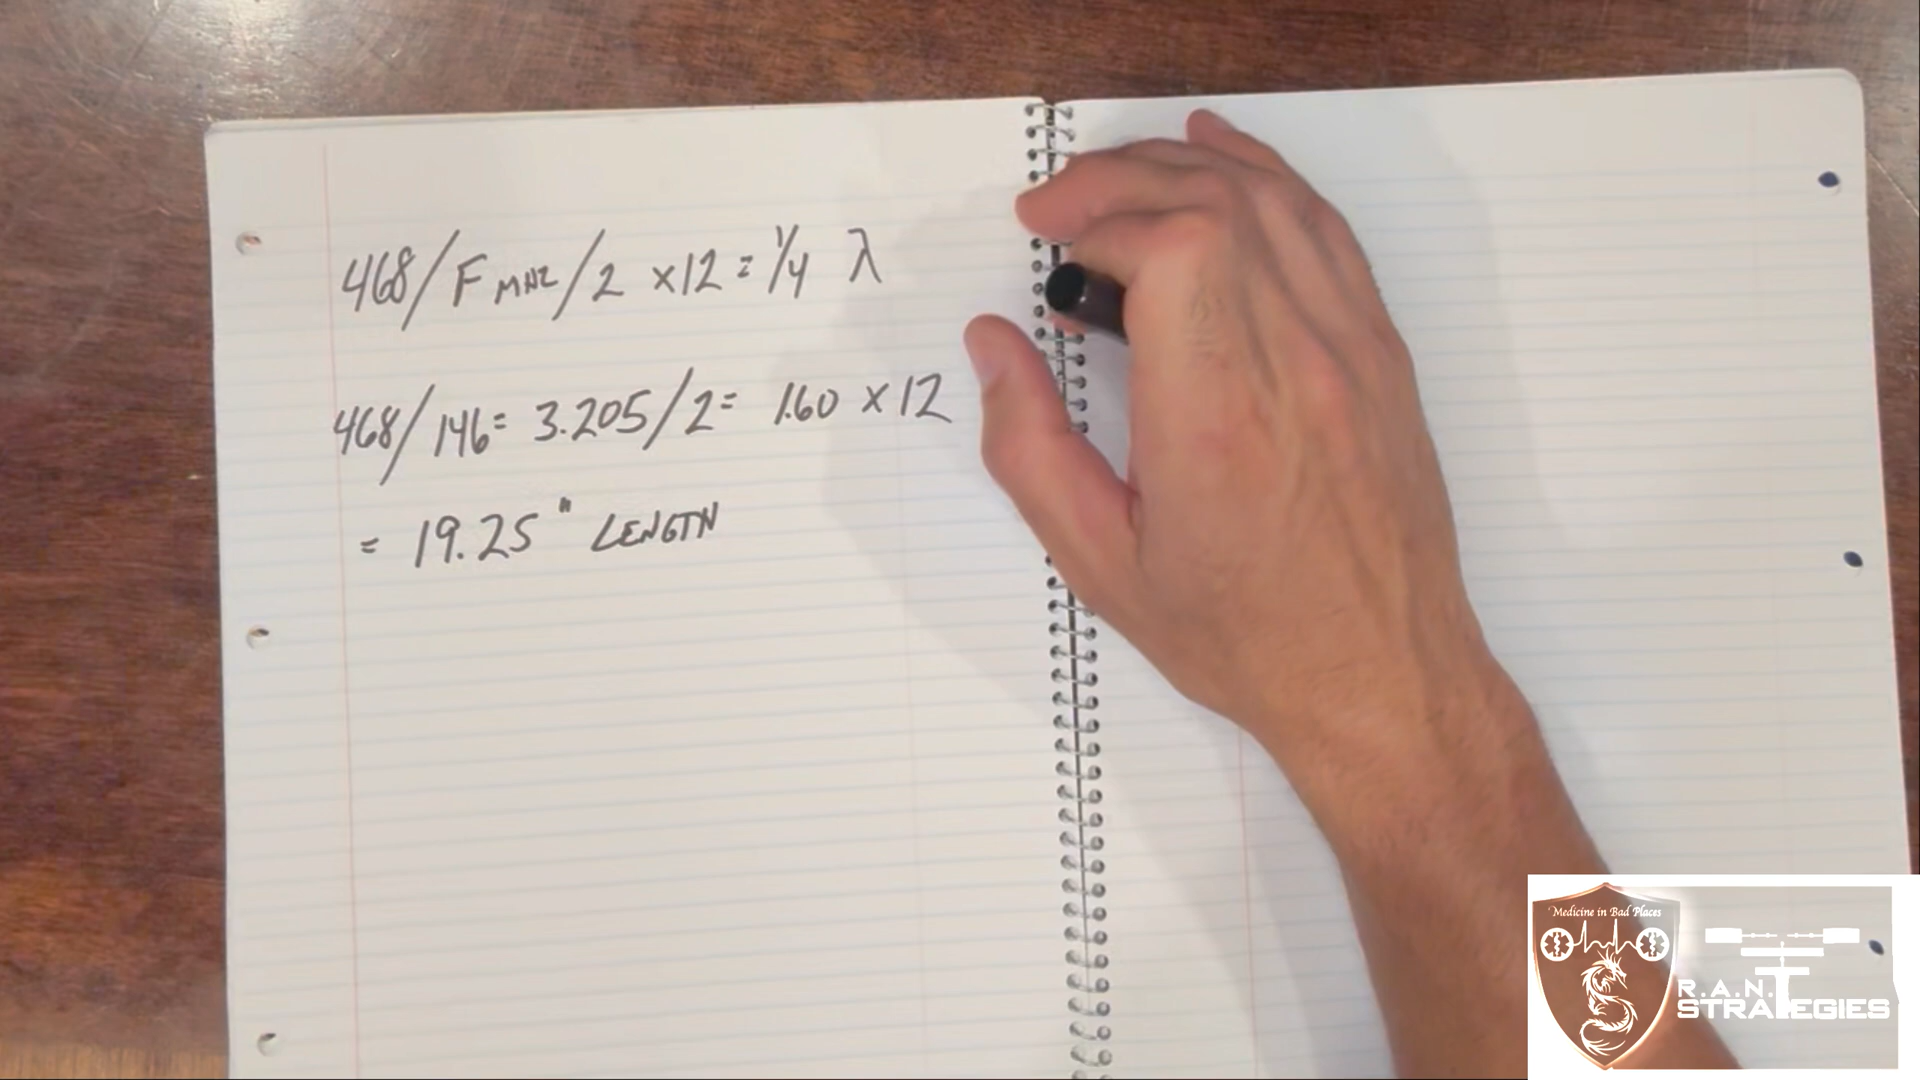 468/F MHZ/2 x12 = 1/4 λ
468/146 = 3.205/2 = 1.60 x 12
= 19.25" LENGTH
Medicine in Bad Places
R.A.N.T
STRATEGIES